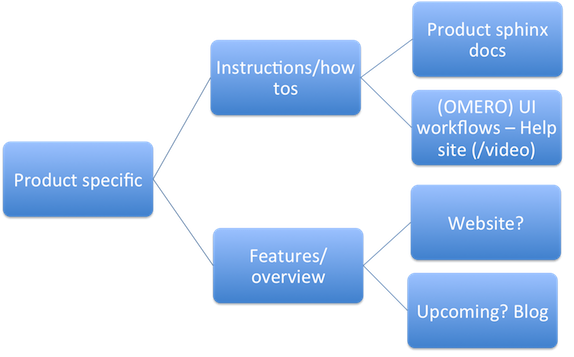 Product sphinx
docs
Instructions/how
tos
(OMERO) UI
workflows – Help
site (/video)
Product specific
Website?
Features/
overview
Upcoming? Blog